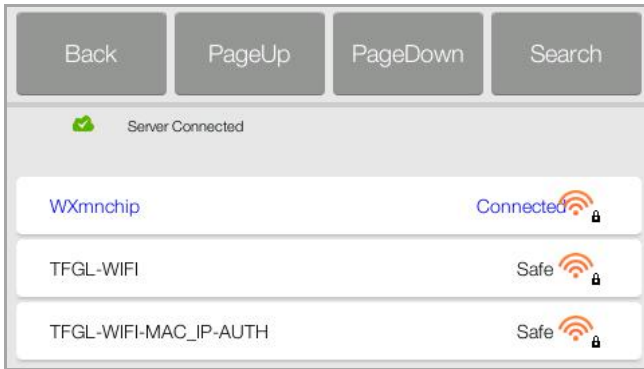 Back PageUp PageDown Search
Server Connected
WXmnchip Connected
TFGL-WIFI Safe
TFGL-WIFI-MAC_IP-AUTH Safe